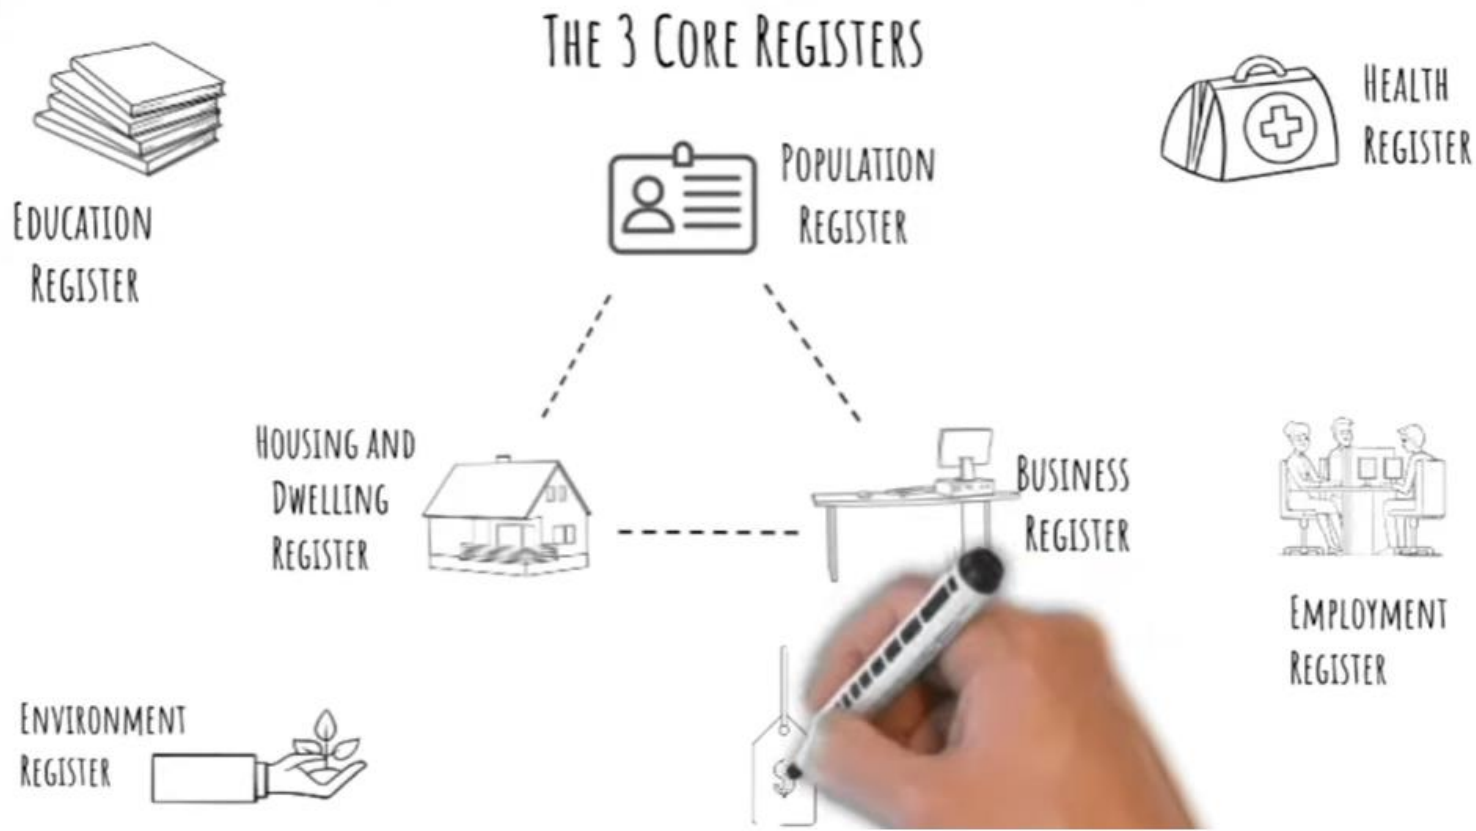 THE 3 CORE REGISTERS
EDUCATION
REGISTER
POPULATION
REGISTER
HEALTH
REGISTER
HOUSING AND
DWELLING
REGISTER
BUSINESS
REGISTER
EMPLOYMENT
REGISTER
ENVIRONMENT
REGISTER
$